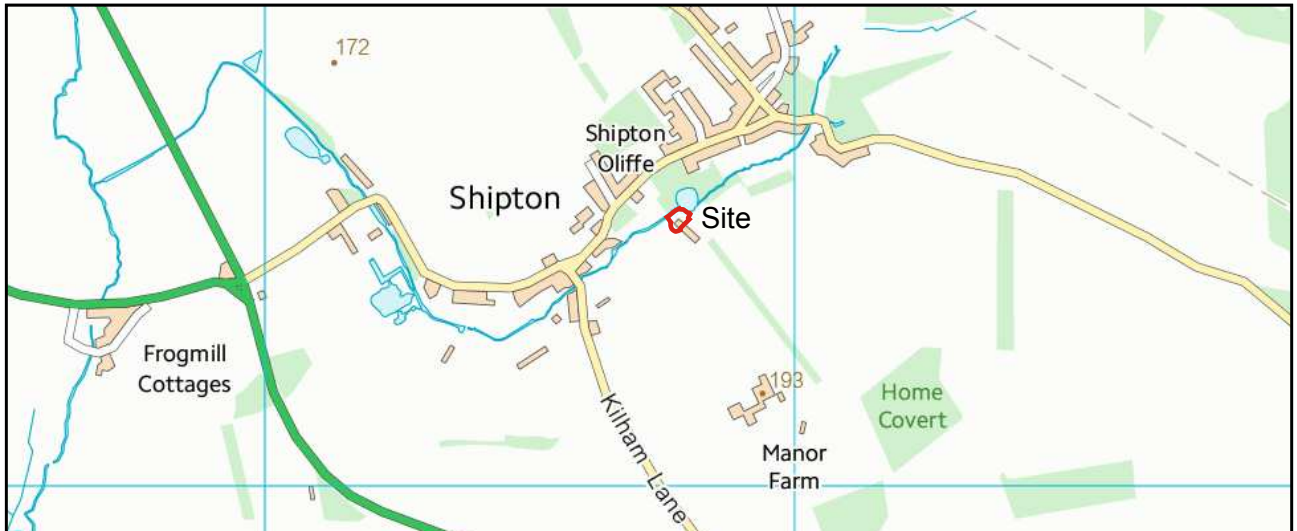 172
Shipton
Oliffe
Shipton
Site
Frogmill
Cottages
Kilham Lane
193
Home
Covert
Manor
Farm